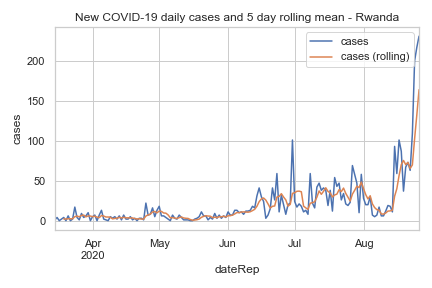 New COVID-19 daily cases and 5 day rolling mean - Rwanda
cases
cases (rolling)
200
150
100
50
0
cases
Apr
2020
May
Jun
Jul
Aug
dateRep